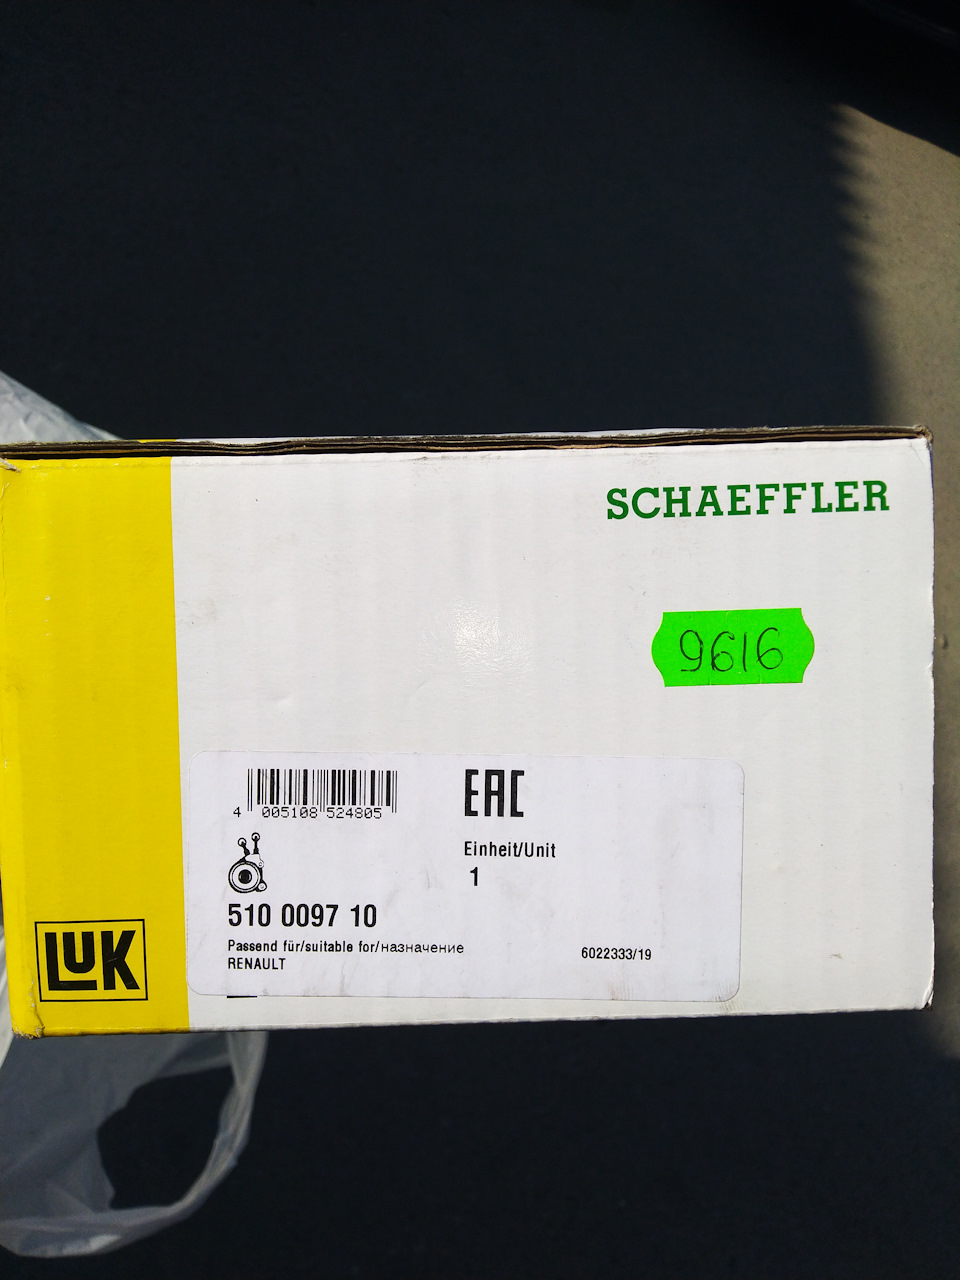 SCHAEFFLER
9616
4 005108 524805
EAC
Einheit/Unit
1
510 0097 10
Passend für/suitable for/назначение
RENAULT
6022333/19
LUK